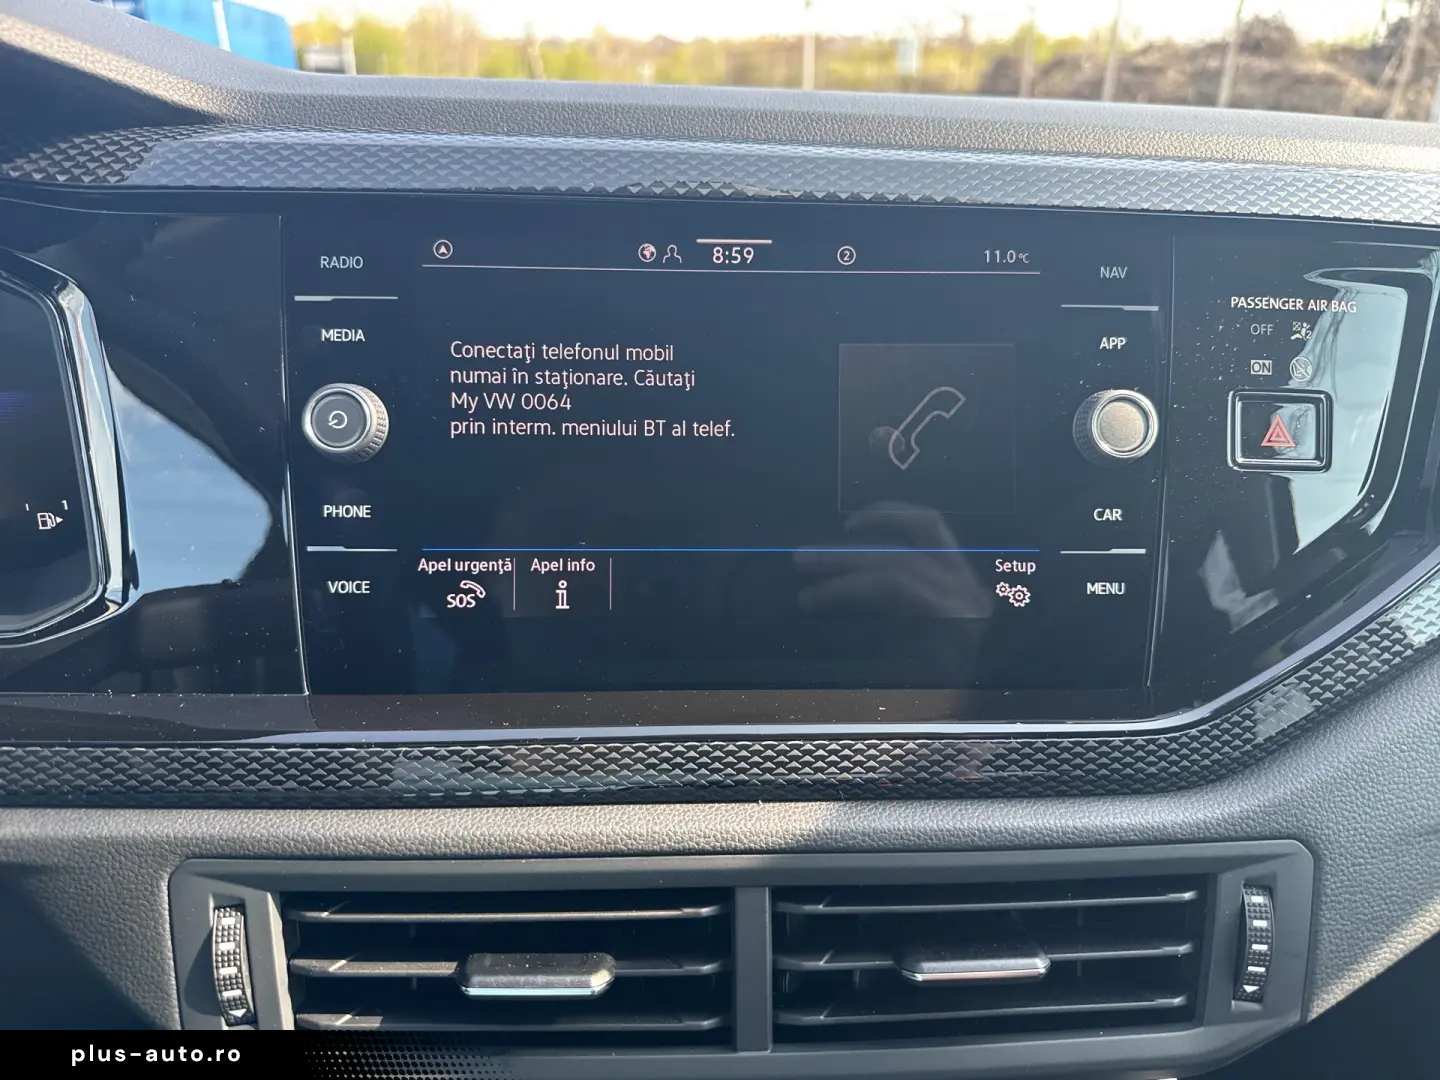 RADIO
MEDIA
PHONE
VOICE
8:59
2
11.0°C
Conectaţi telefonul mobil
numai în staţionare. Căutaţi
My VW 0064
prin interm. meniului BT al telef.
Apel urgenţă
SOS
Apel info
i
Setup
NAV
APP
CAR
MENU
PASSENGER AIR BAG
OFF
ON
1
plus-auto.ro